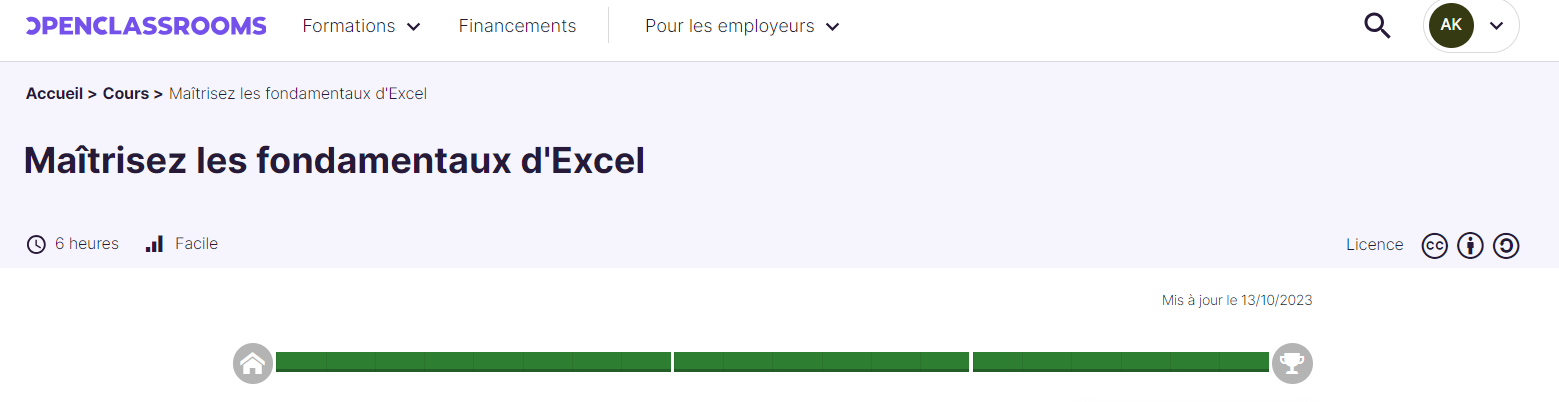 OPENCLASSROOMS Formations Financements Pour les employeurs AK
Accueil > Cours > Maîtrisez les fondamentaux d'Excel
Maîtrisez les fondamentaux d'Excel
6 heures Facile Licence cc
Mis à jour le 13/10/2023